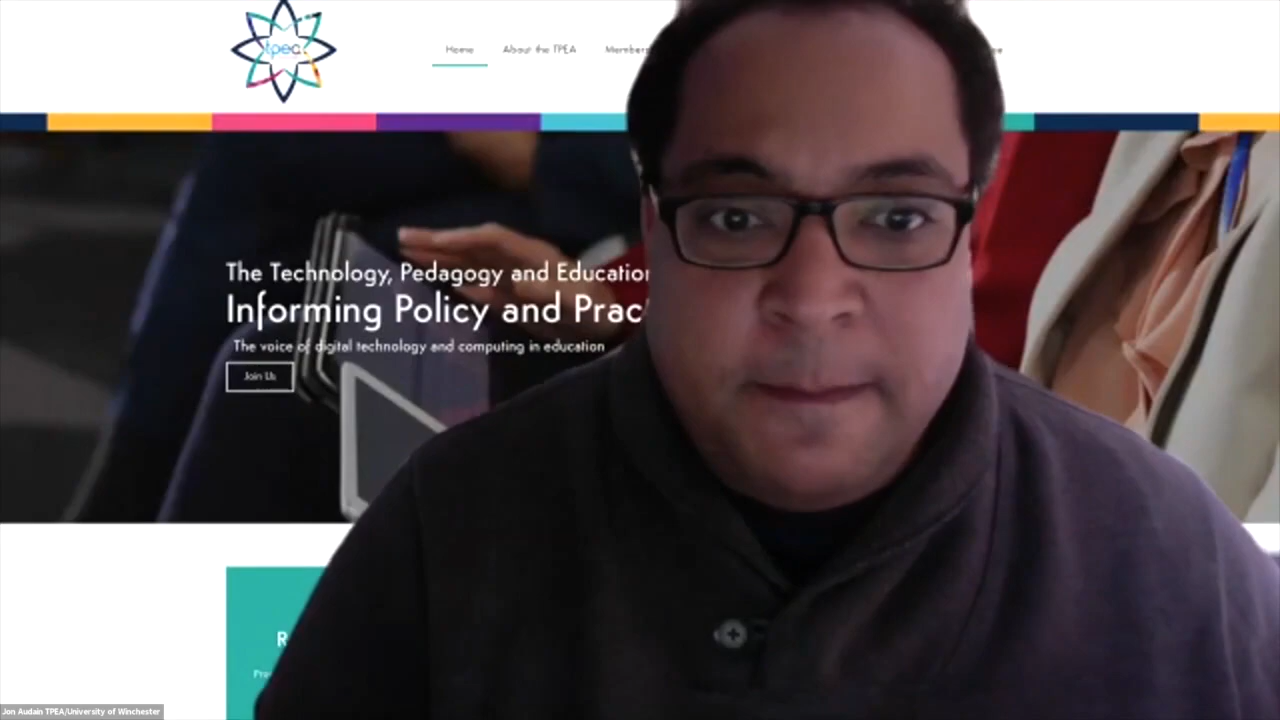 tpea
Home
About the TPEA
Members
The Technology, Pedagogy and Education
Informing Policy and Prac
The voice of digital technology and computing in education
Join Us
R
Jon Audain TPEA/University of Winchester